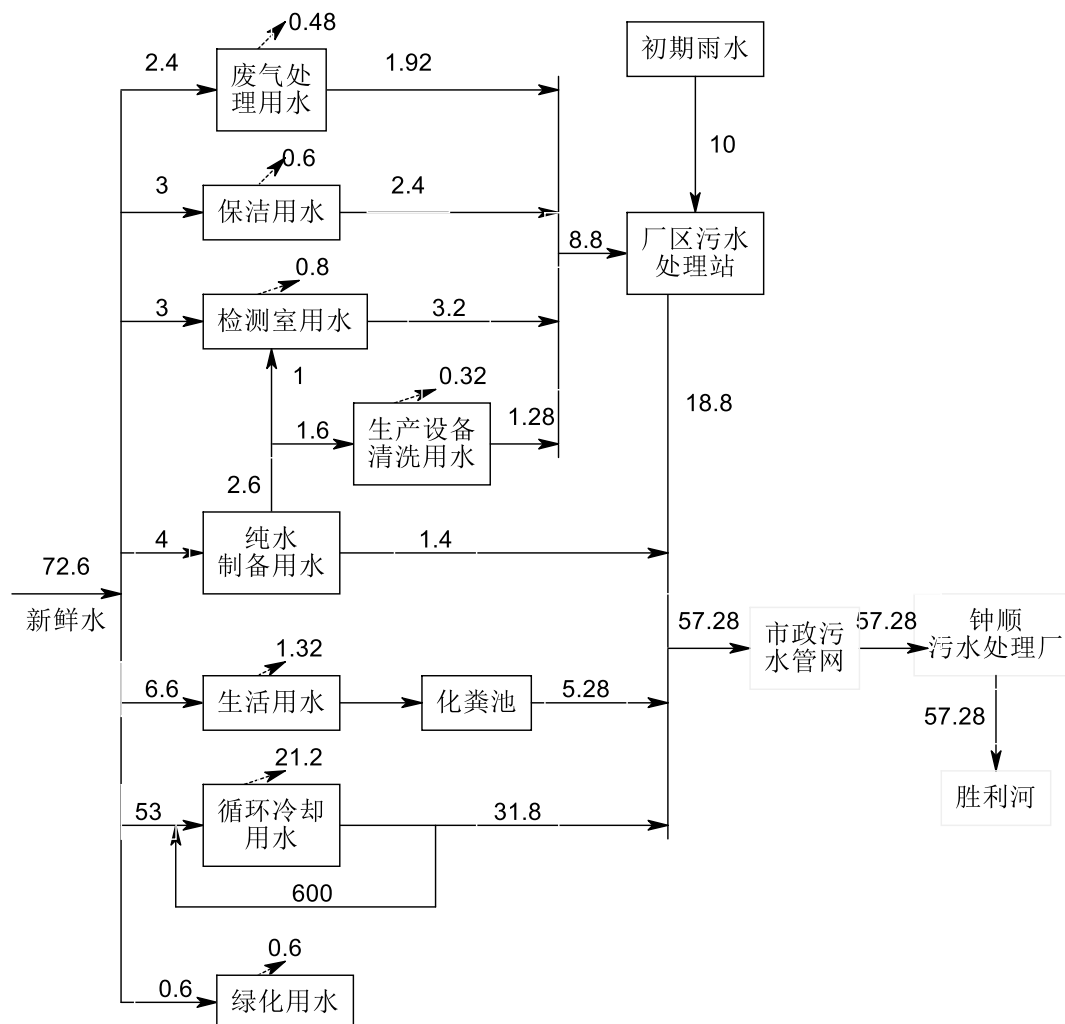 0.48
初期雨水
2.4
废气处
理用水
1.92
10
0.6
3
保洁用水
2.4
厂区污水
处理站
8.8
0.8
3
检测室用水
3.2
1
0.32
18.8
1.6
生产设备
清洗用水
1.28
2.6
4
纯水
制备用水
1.4
72.6
新鲜水
57.28
市政污
水管网
57.28
钟顺
污水处理厂
1.32
6.6
生活用水
化粪池
5.28
57.28
21.2
53
循环冷却
用水
31.8
胜利河
600
0.6
0.6
绿化用水